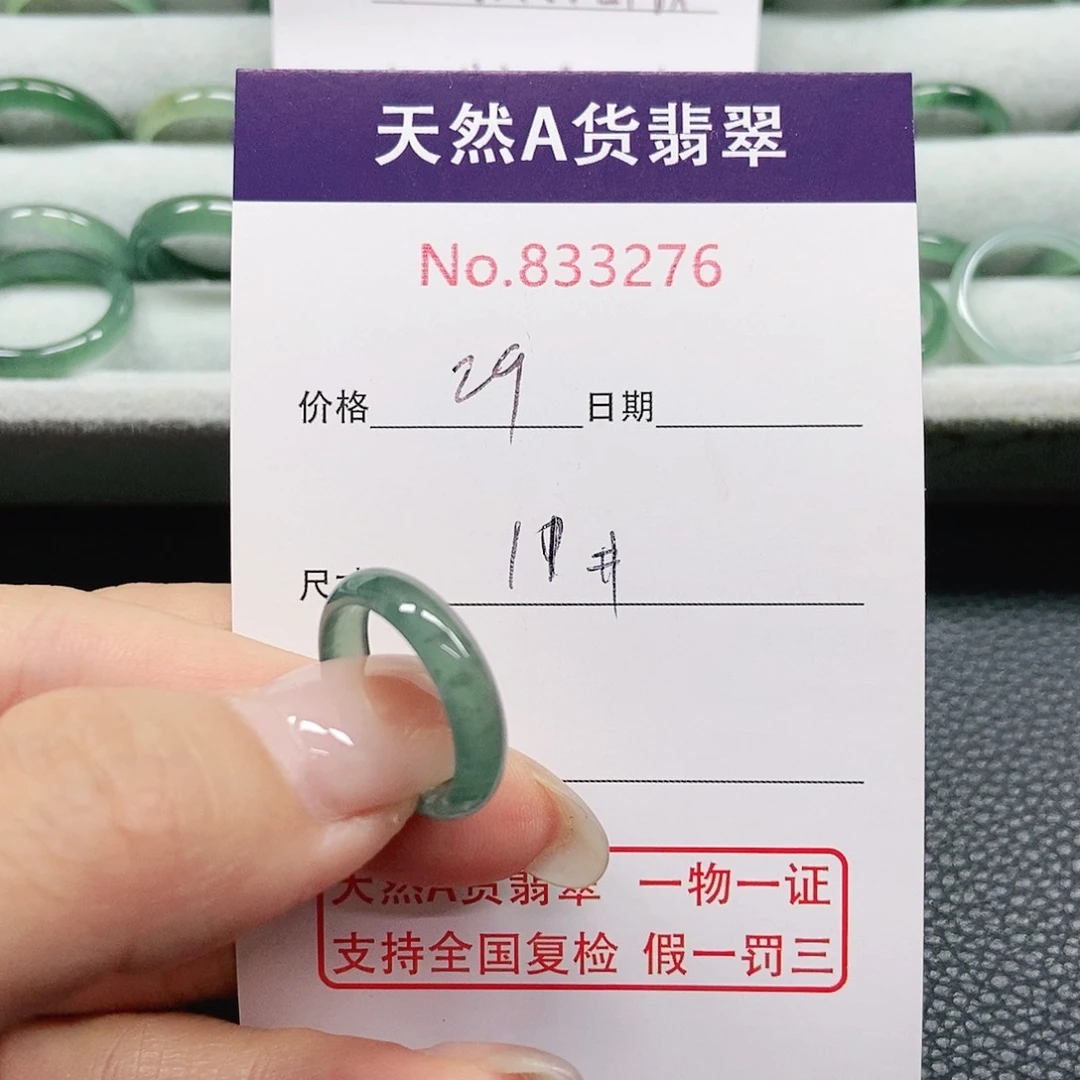 天然A货翡翠
No.833276
价格 29 日期
尺
天然A货翡翠 一物一证
支持全国复检 假一罚三